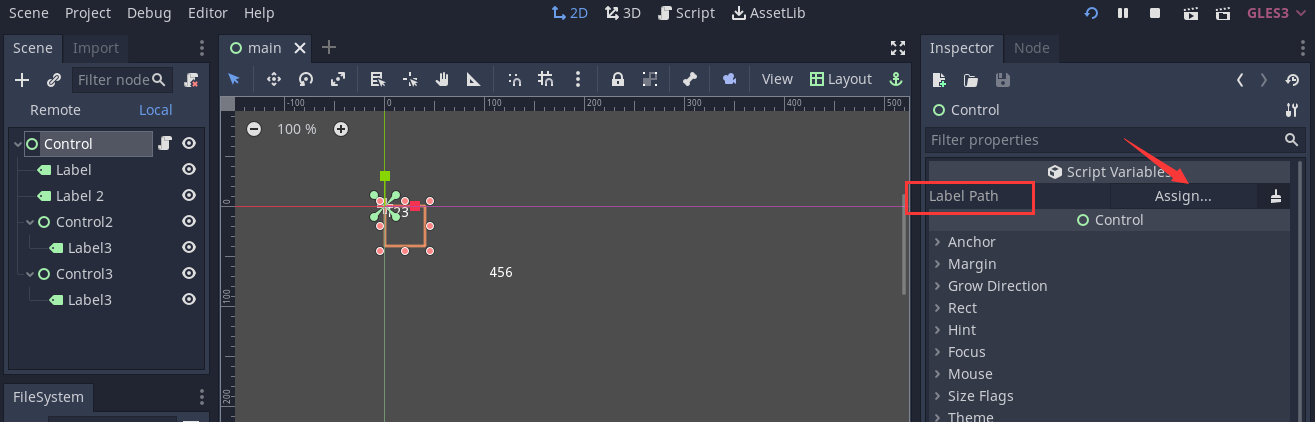 Scene Project Debug Editor Help 2D 3D Script AssetLib GLES3
Scene Import
main
Inspector Node
Filter node
View Layout
Remote Local
Control
Label
Label 2
Control2
Label3
Control3
Label3
FileSystem
-100 0 100 200 300 400 500
100 %
0
100
200
123
456
Control
Filter properties
Script Variables
Label Path Assign...
Control
Anchor
Margin
Grow Direction
Rect
Hint
Focus
Mouse
Size Flags
Theme